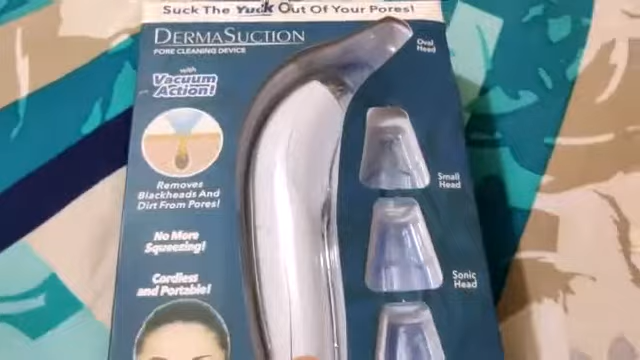 Suck The Yuck Out Of Your Pores!
DERMASUCTION
PORE CLEANING DEVICE
with
Vacuum
Action!
Removes
Blackheads And
Dirt From Pores!
No More
Squeezing!
Cordless
and Portable!
Oval
Head
Small
Head
Sonic
Head